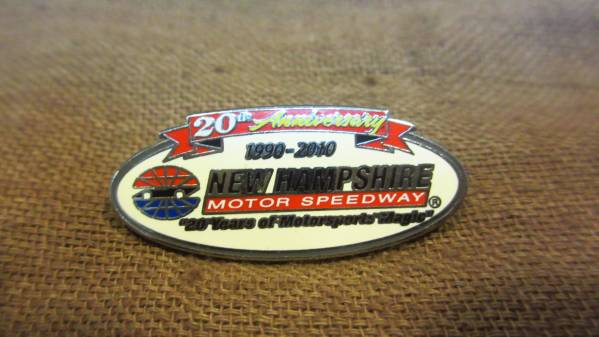 20th Anniversary
1990-2010
NEW HAMPSHIRE
MOTOR SPEEDWAY®
"20 Years of Motorsports Magic"